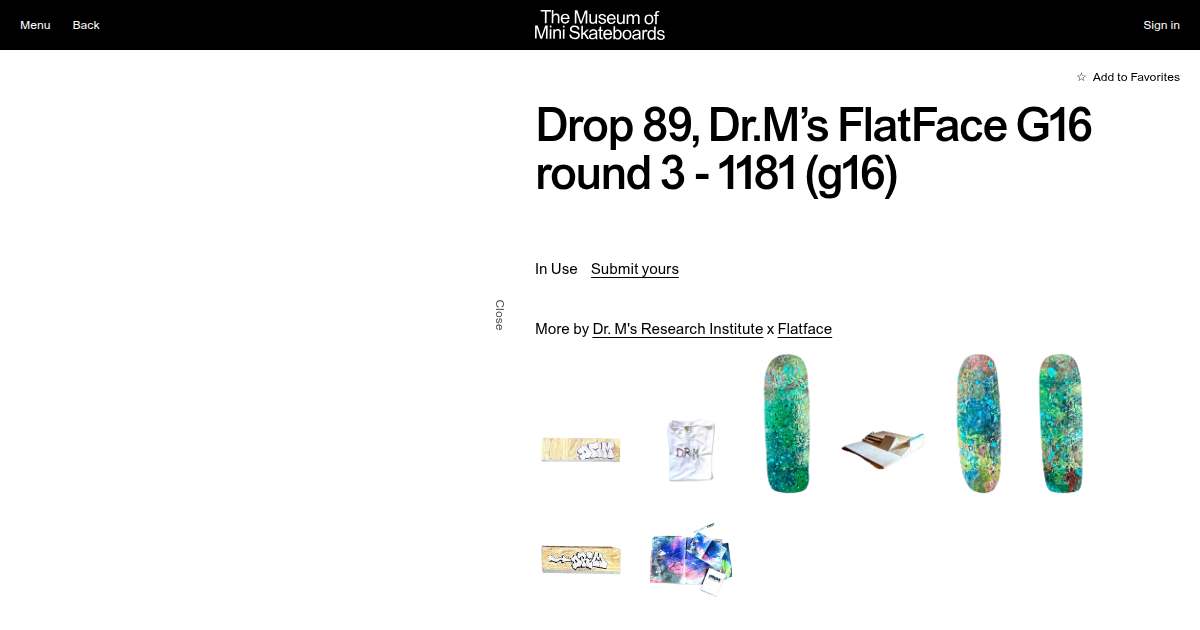 Menu Back
The Museum of
Mini Skateboards
Sign in
☆ Add to Favorites
Drop 89, Dr.M’s FlatFace G16
round 3 - 1181 (g16)
In Use Submit yours
Close
More by Dr. M's Research Institute x Flatface
DR.M